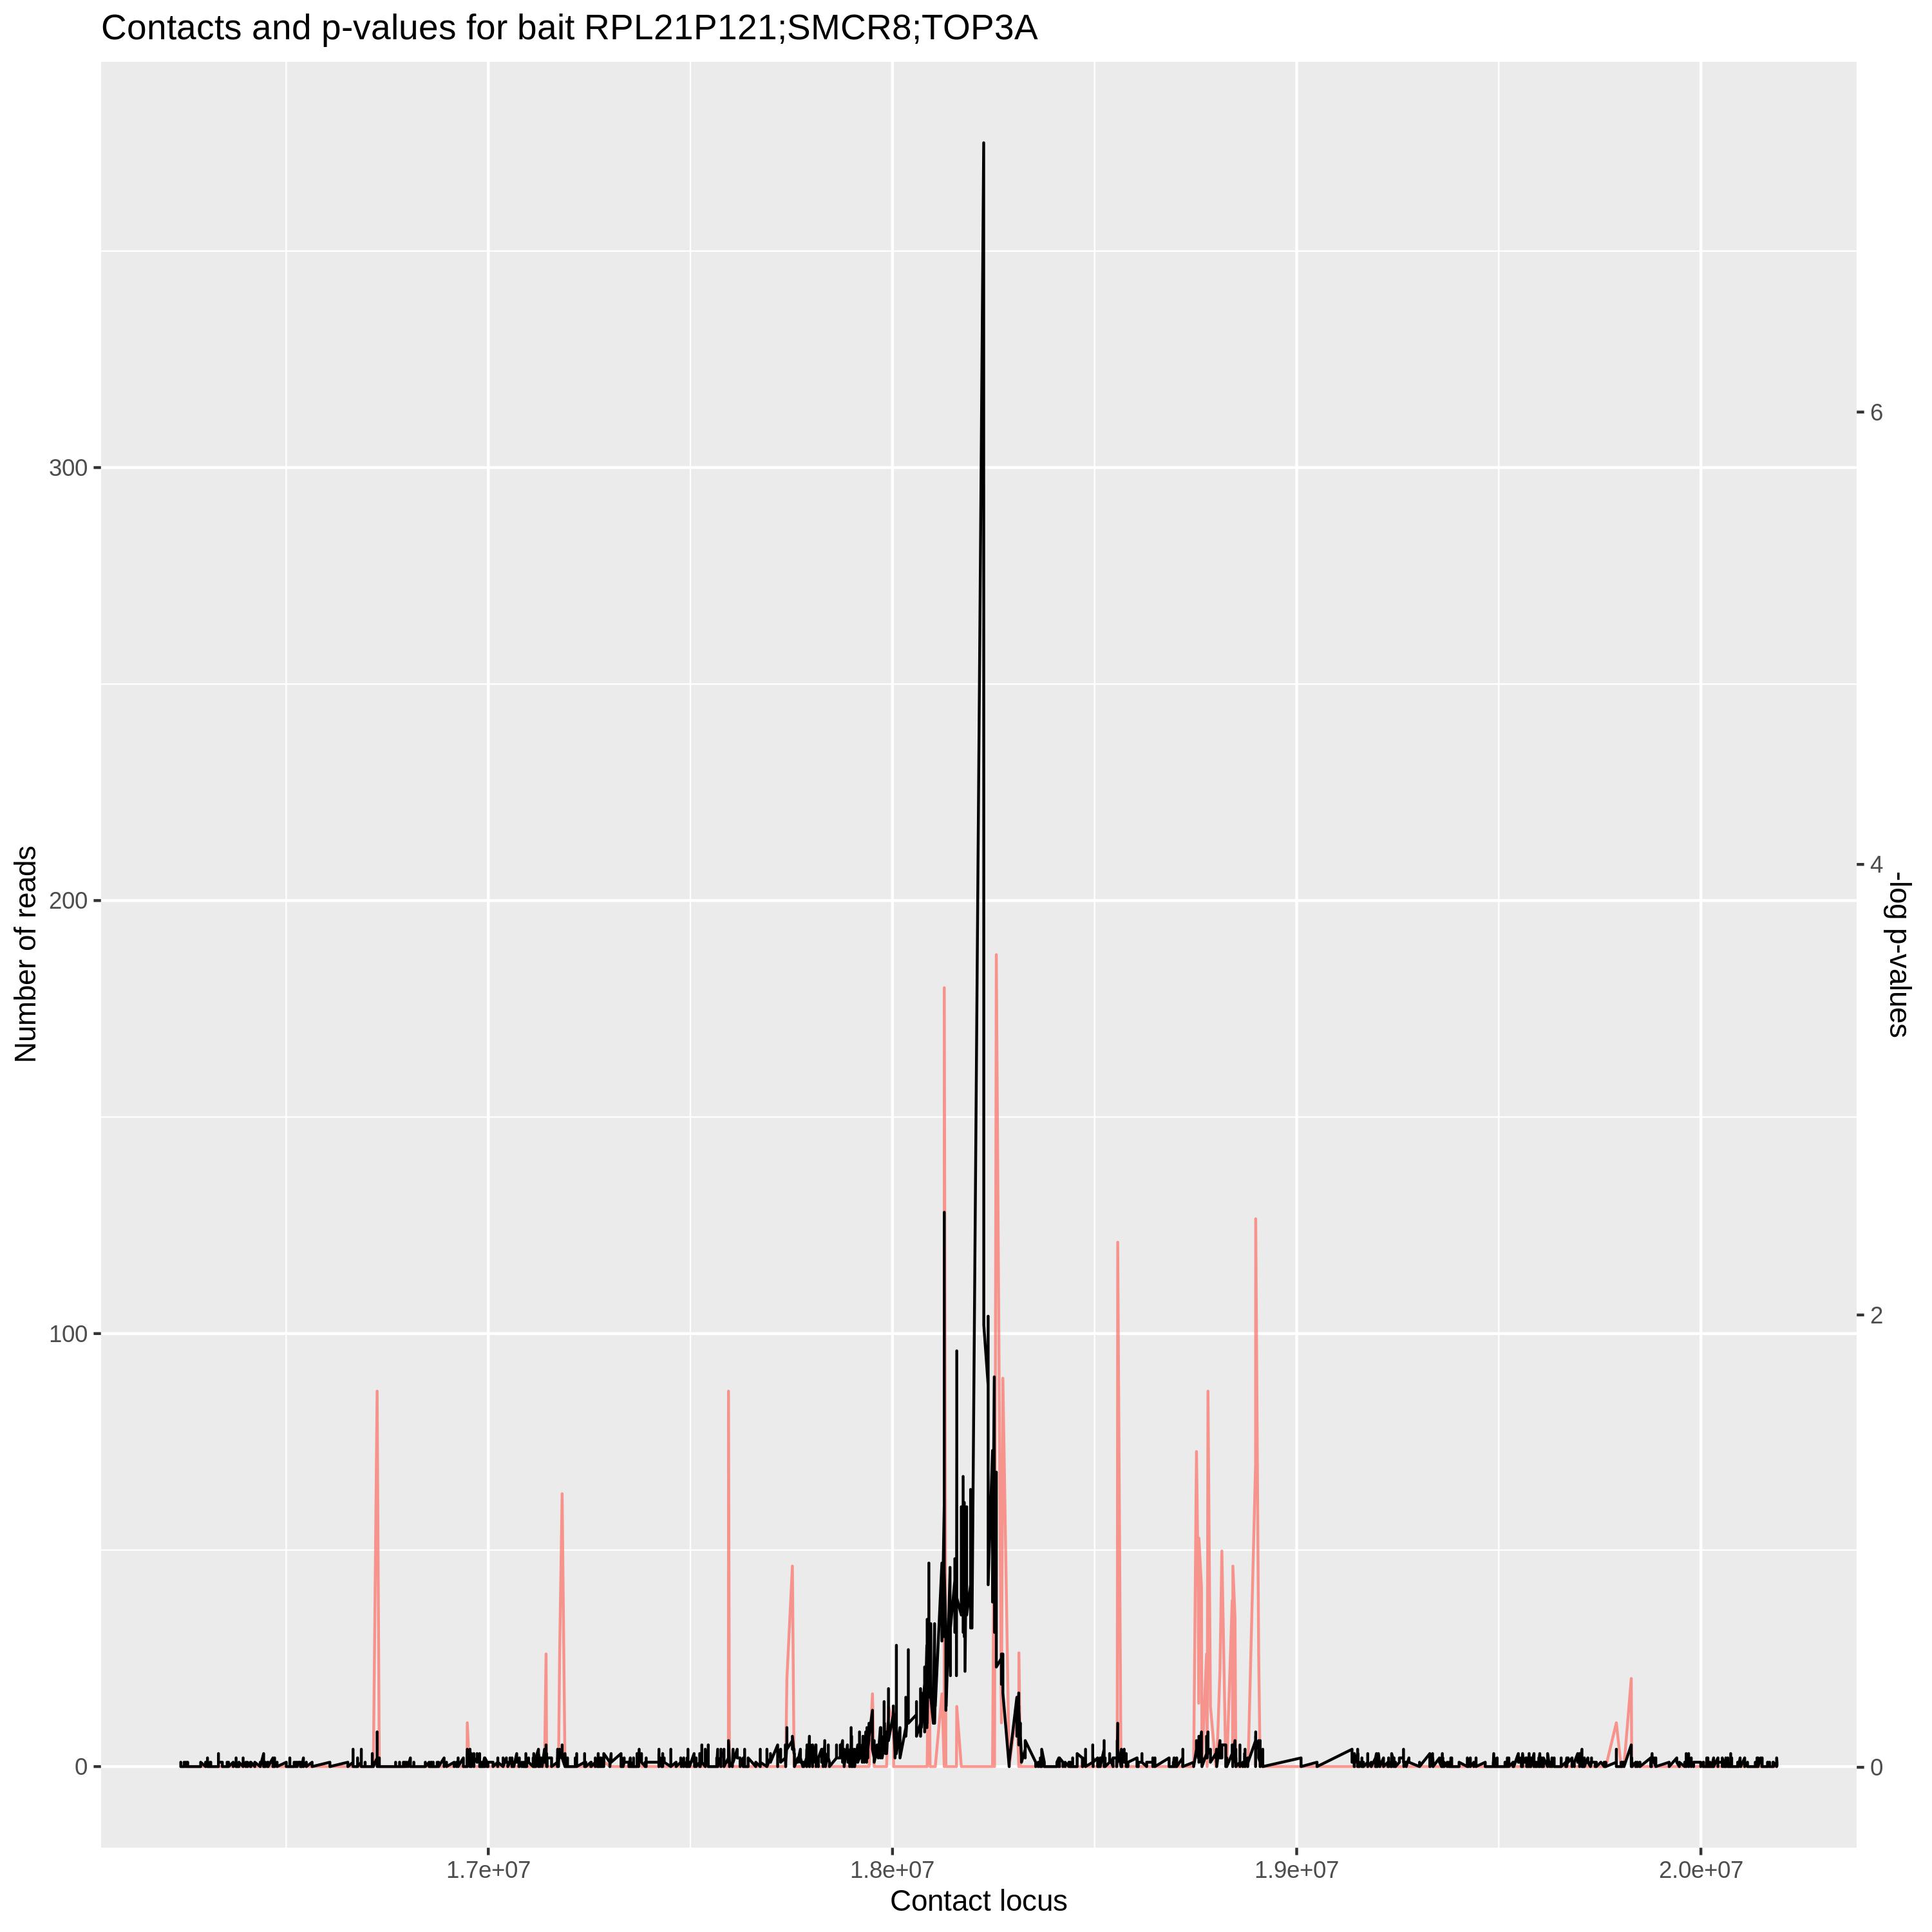 Contacts and p-values for bait RPL21P121;SMCR8;TOP3A
Number of reads
300
200
100
0
6
4
2
0
-log p-values
1.7e+07
1.8e+07
1.9e+07
2.0e+07
Contact locus